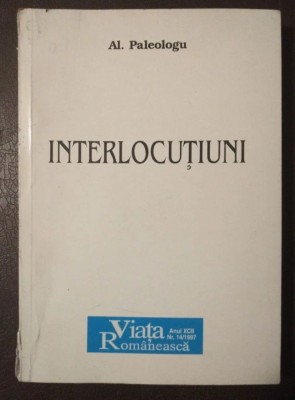 Al. Paleologu
INTERLOCUȚIUNI
Viața
Românească
Anul XCII
Nr. 14/1997